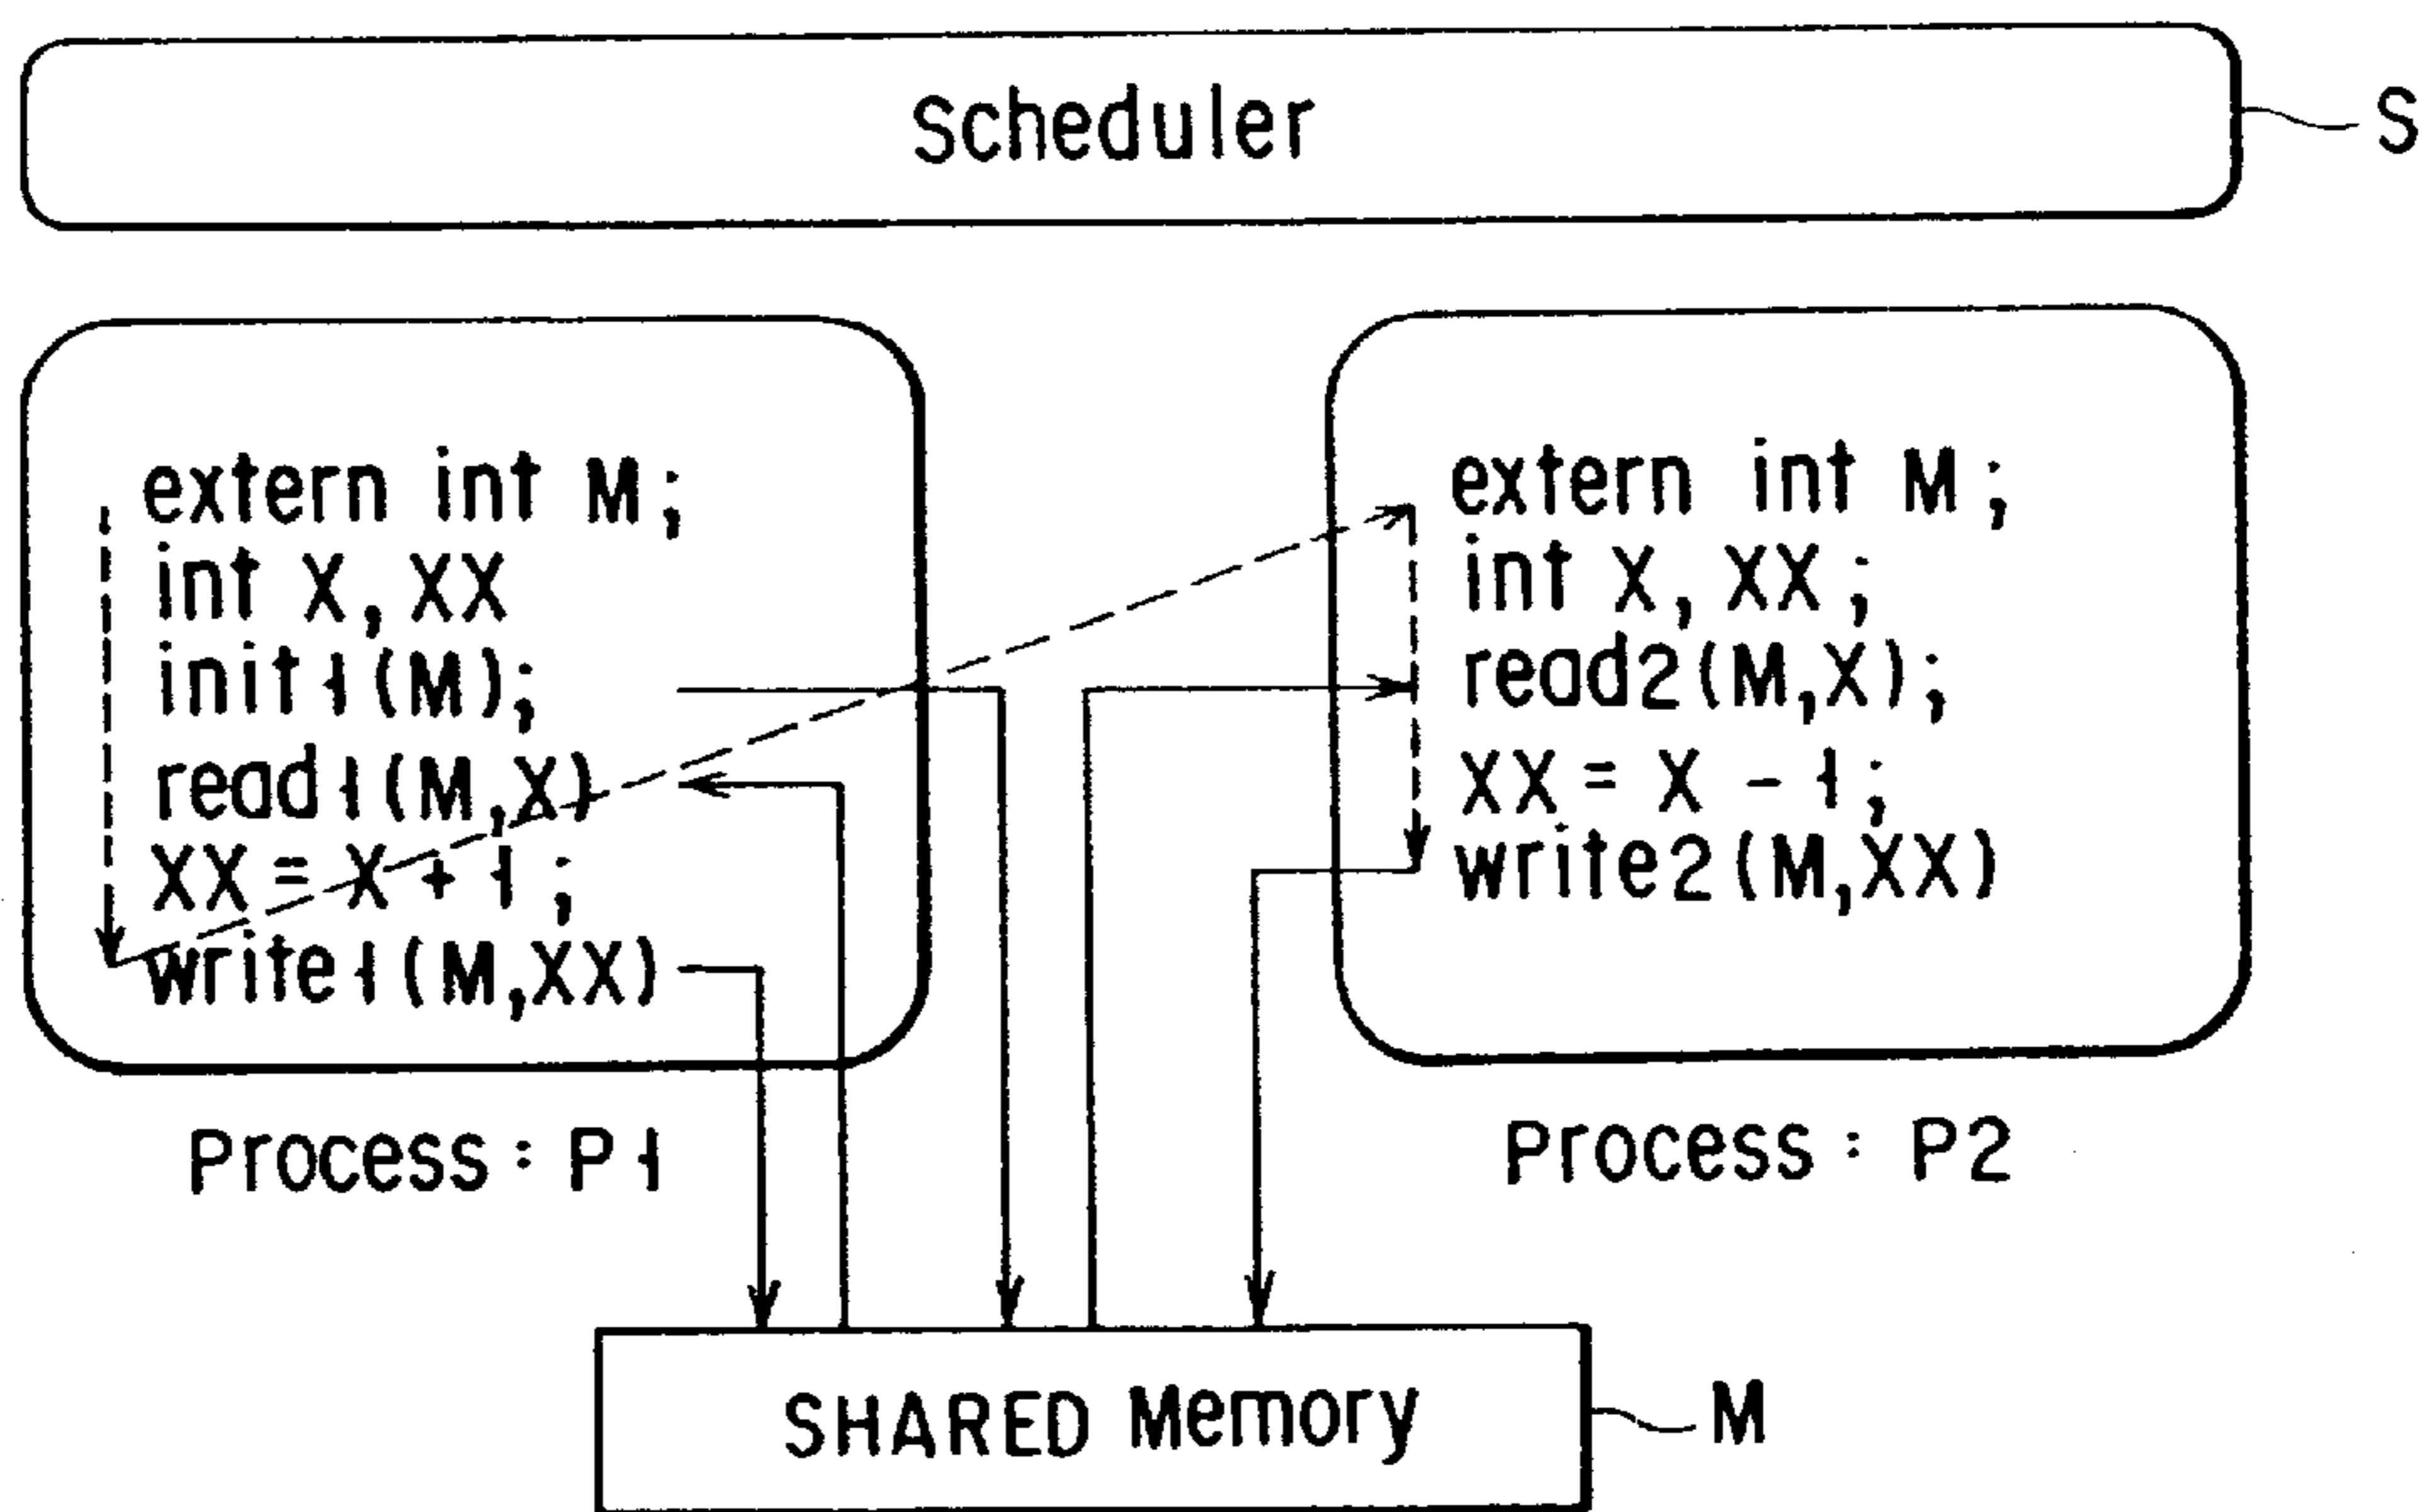 Scheduler
S
extern int M;
int X, XX
init1(M);
read1(M,X)
XX = X + 1;
write1(M,XX)
Process: P1
extern int M;
int X, XX;
read2(M,X);
XX = X - 1;
write2(M,XX)
Process: P2
SHARED Memory
M